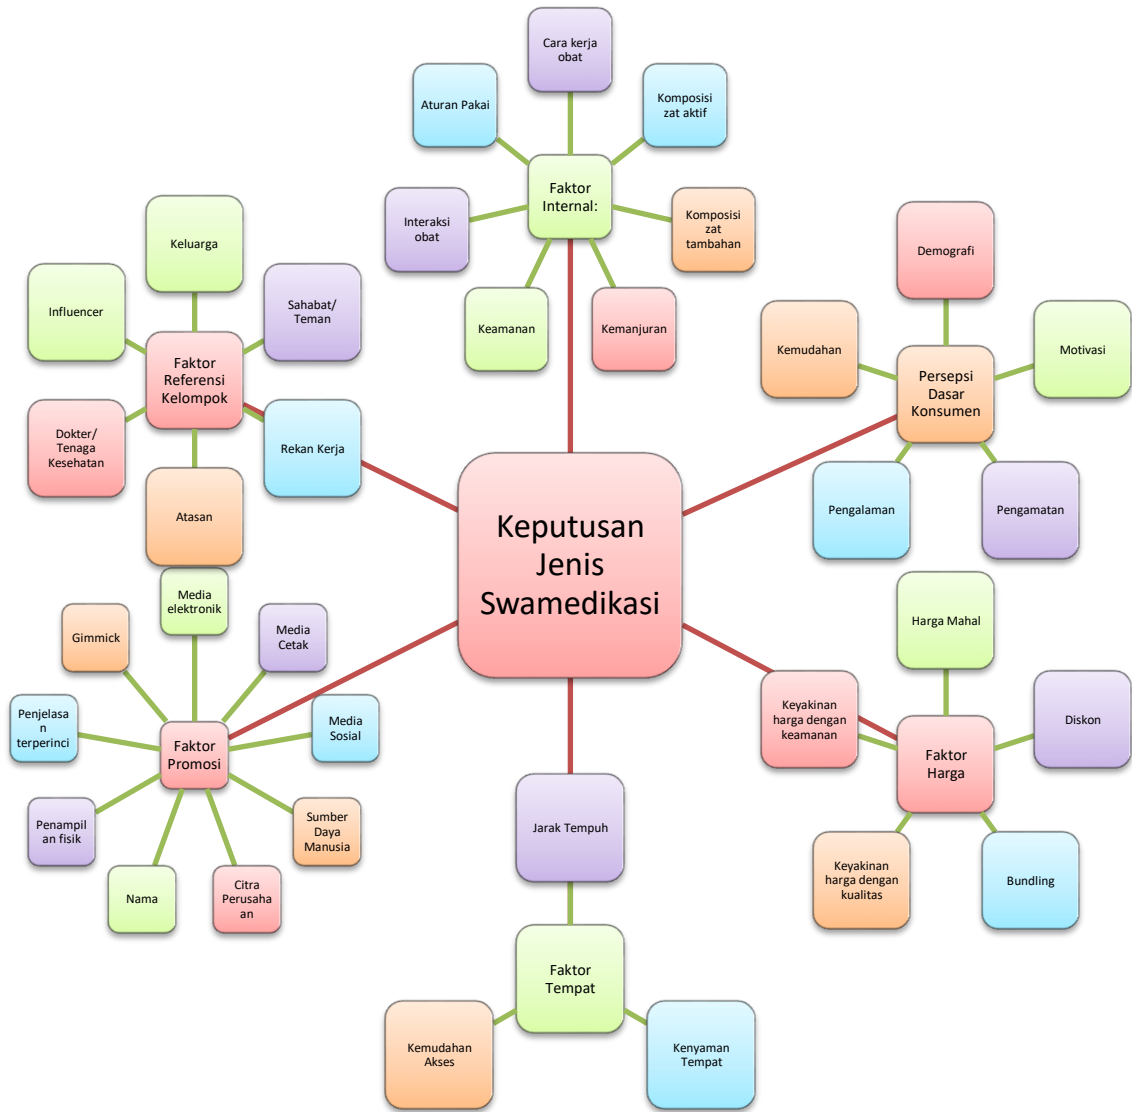 Cara kerja
obat
Aturan Pakai
Komposisi
zat aktif
Faktor
Internal:
Interaksi
obat
Komposisi
zat
tambahan
Keamanan
Kemanjuran
Keluarga
Influencer
Sahabat/
Teman
Faktor
Referensi
Kelompok
Dokter/
Tenaga
Kesehatan
Rekan Kerja
Atasan
Demografi
Kemudahan
Motivasi
Persepsi
Dasar
Konsumen
Pengalaman
Pengamatan
Keputusan
Jenis
Swamedikasi
Media
elektronik
Gimmick
Media
Cetak
Penjelasa
n
terperinci
Media
Sosial
Faktor
Promosi
Penampil
an fisik
Sumber
Daya
Manusia
Nama
Citra
Perusaha
an
Harga Mahal
Keyakinan
harga dengan
keamanan
Diskon
Faktor
Harga
Keyakinan
harga dengan
kualitas
Bundling
Jarak Tempuh
Faktor
Tempat
Kemudahan
Akses
Kenyaman
Tempat